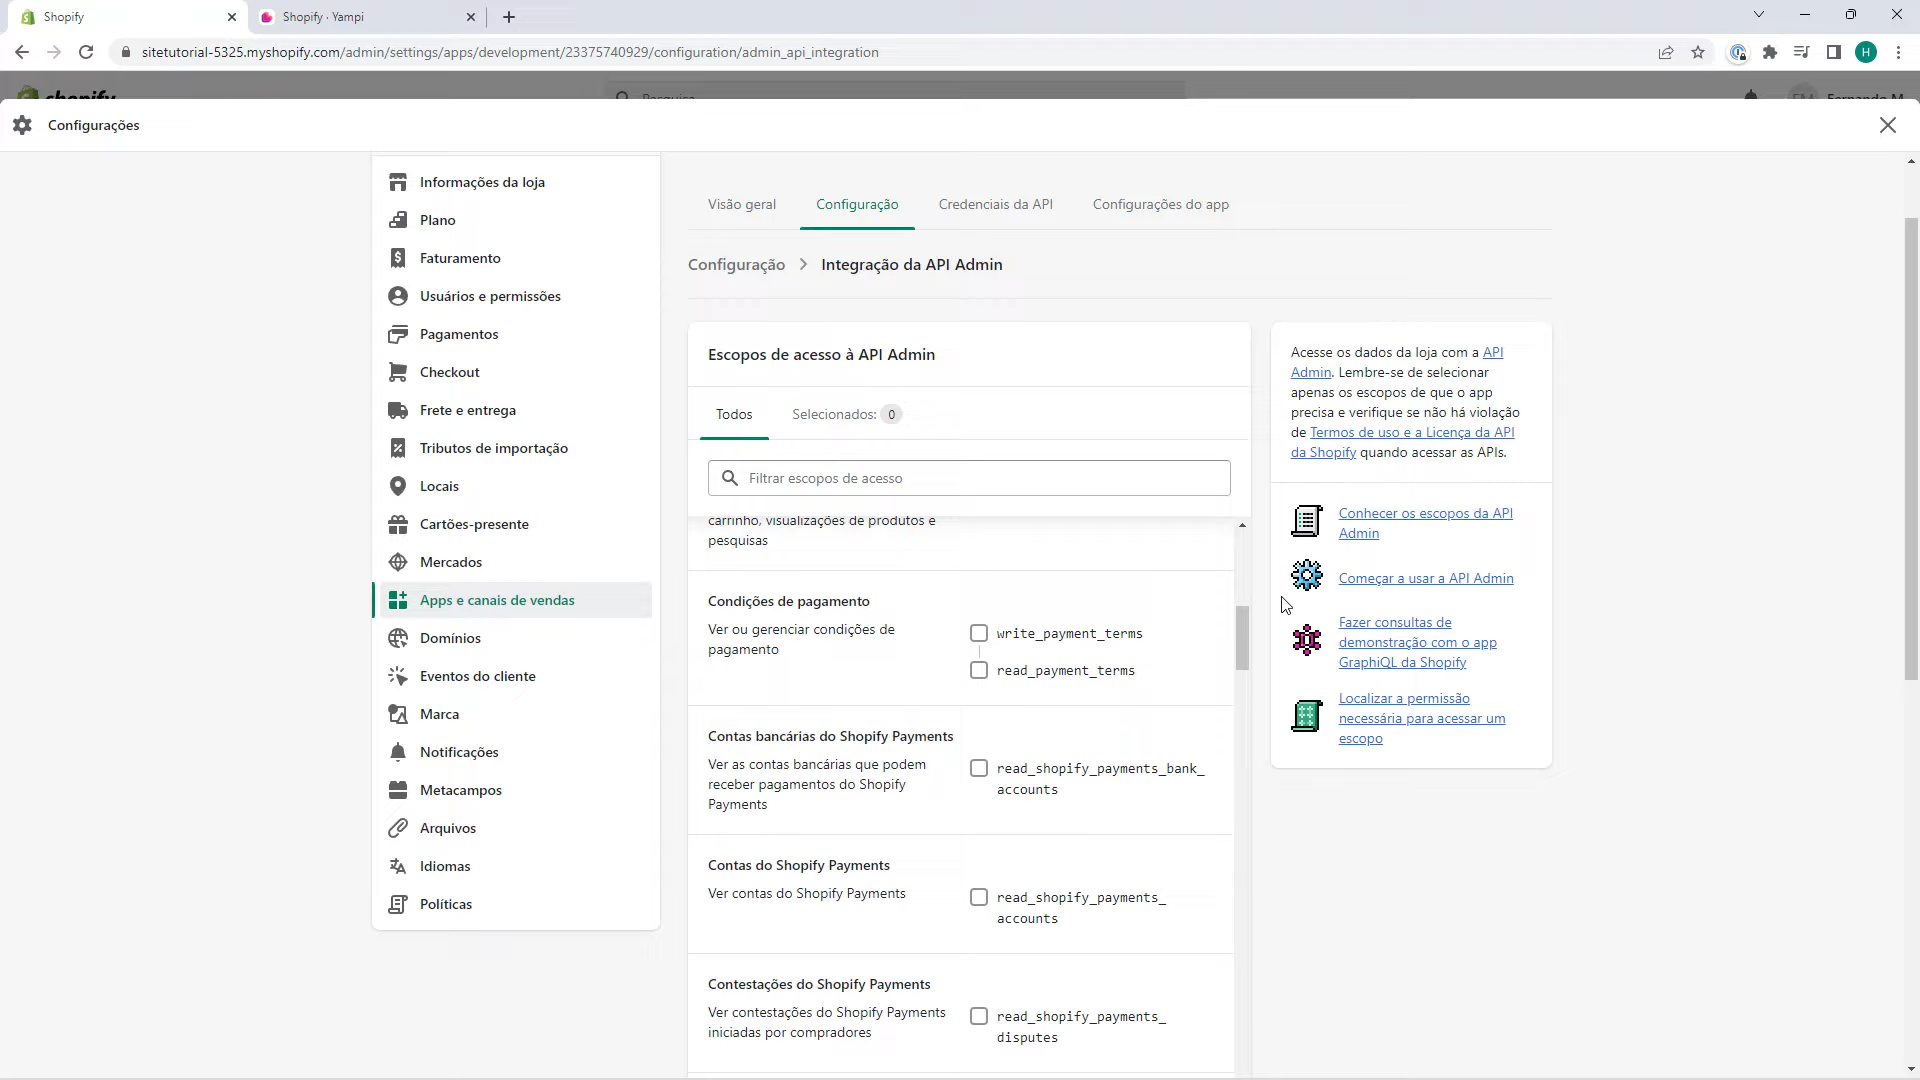 Shopify
Shopify · Yampi
sitetutorial-5325.myshopify.com/admin/settings/apps/development/23375740929/configuration/admin_api_integration
H
shopify
Pesquisa
Fernando M
Configurações
Informações da loja
Plano
Faturamento
Usuários e permissões
Pagamentos
Checkout
Frete e entrega
Tributos de importação
Locais
Cartões-presente
Mercados
Apps e canais de vendas
Domínios
Eventos do cliente
Marca
Notificações
Metacampos
Arquivos
Idiomas
Políticas
Visão geral
Configuração
Credenciais da API
Configurações do app
Configuração
Integração da API Admin
Escopos de acesso à API Admin
Todos
Selecionados: 0
Filtrar escopos de acesso
carrinho, visualizações de produtos e
pesquisas
Condições de pagamento
Ver ou gerenciar condições de
pagamento
write_payment_terms
read_payment_terms
Contas bancárias do Shopify Payments
Ver as contas bancárias que podem
receber pagamentos do Shopify
Payments
read_shopify_payments_bank_
accounts
Contas do Shopify Payments
Ver contas do Shopify Payments
read_shopify_payments_
accounts
Contestações do Shopify Payments
Ver contestações do Shopify Payments
iniciadas por compradores
read_shopify_payments_
disputes
Acesse os dados da loja com a API
Admin. Lembre-se de selecionar
apenas os escopos de que o app
precisa e verifique se não há violação
de Termos de uso e a Licença da API
da Shopify quando acessar as APIs.
Conhecer os escopos da API
Admin
Começar a usar a API Admin
Fazer consultas de
demonstração com o app
GraphiQL da Shopify
Localizar a permissão
necessária para acessar um
escopo